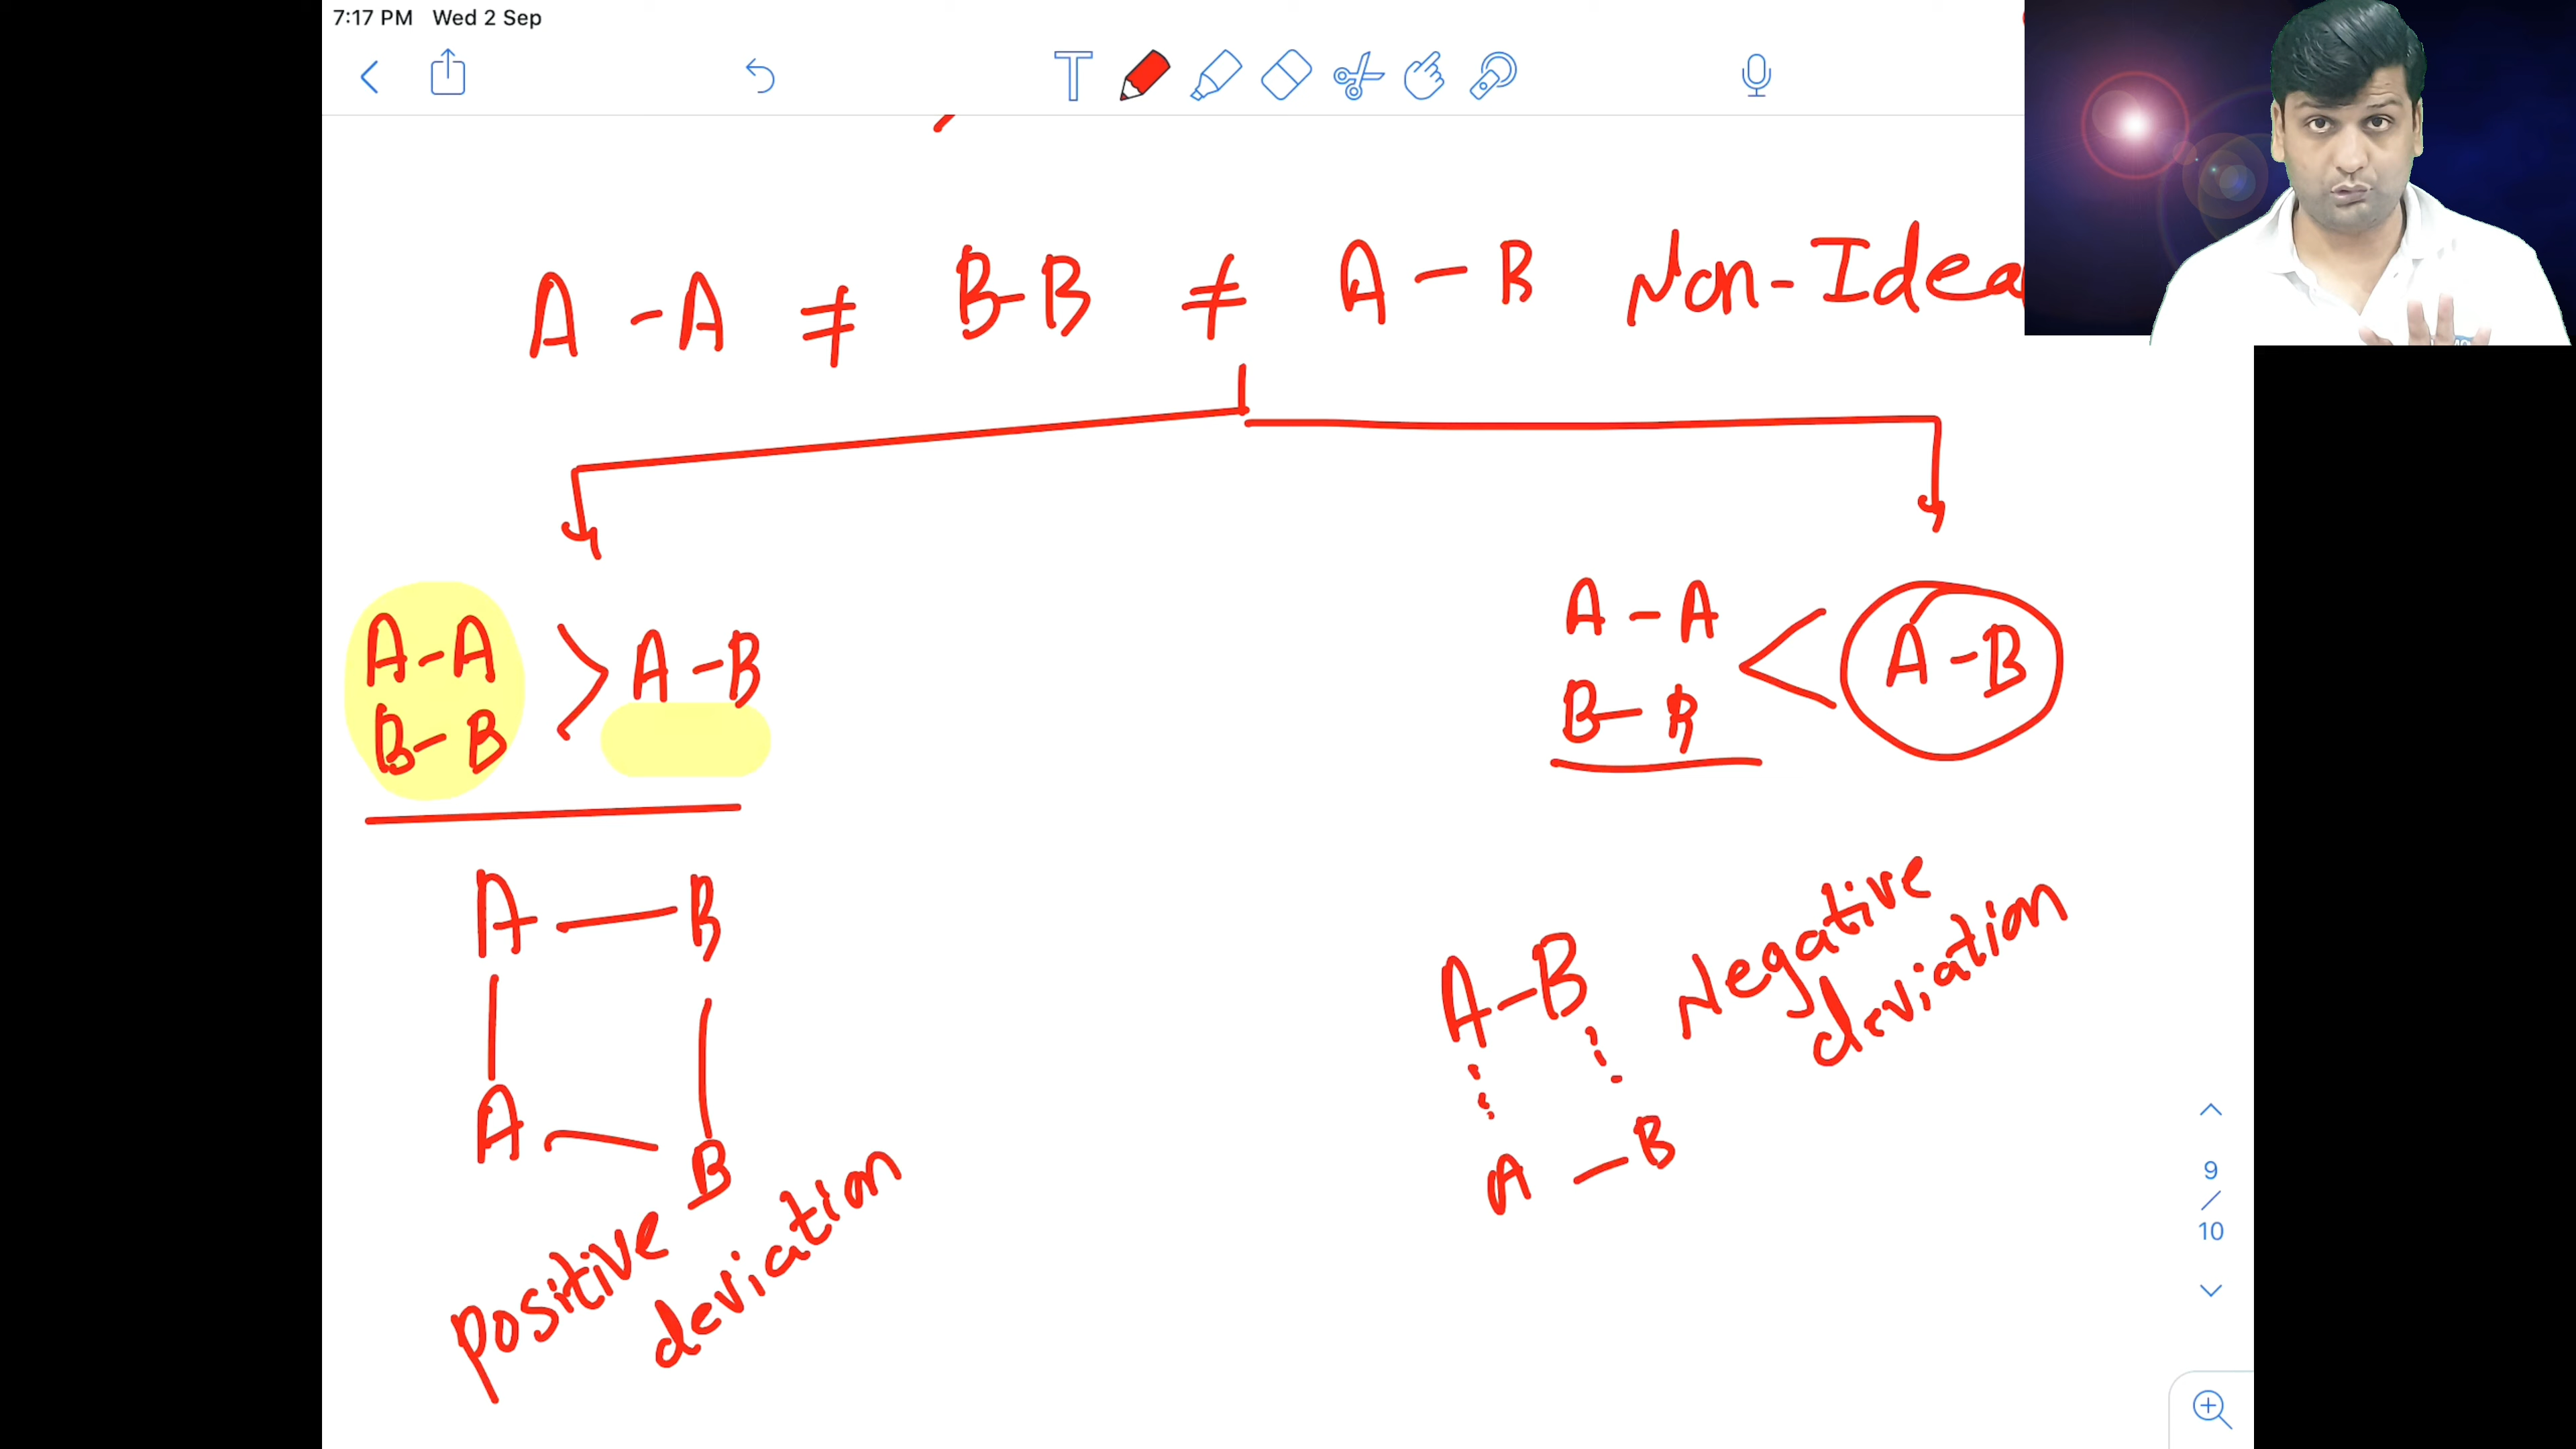 7:17 PM Wed 2 Sep
A - A ≠ B-B ≠ A - B Non-Idea
A-A
B-B
> A-B
A - A
B-B
< A-B
A — B
A — B
positive
deviation
A-B
A - B
Negative
deviation
9
/
10